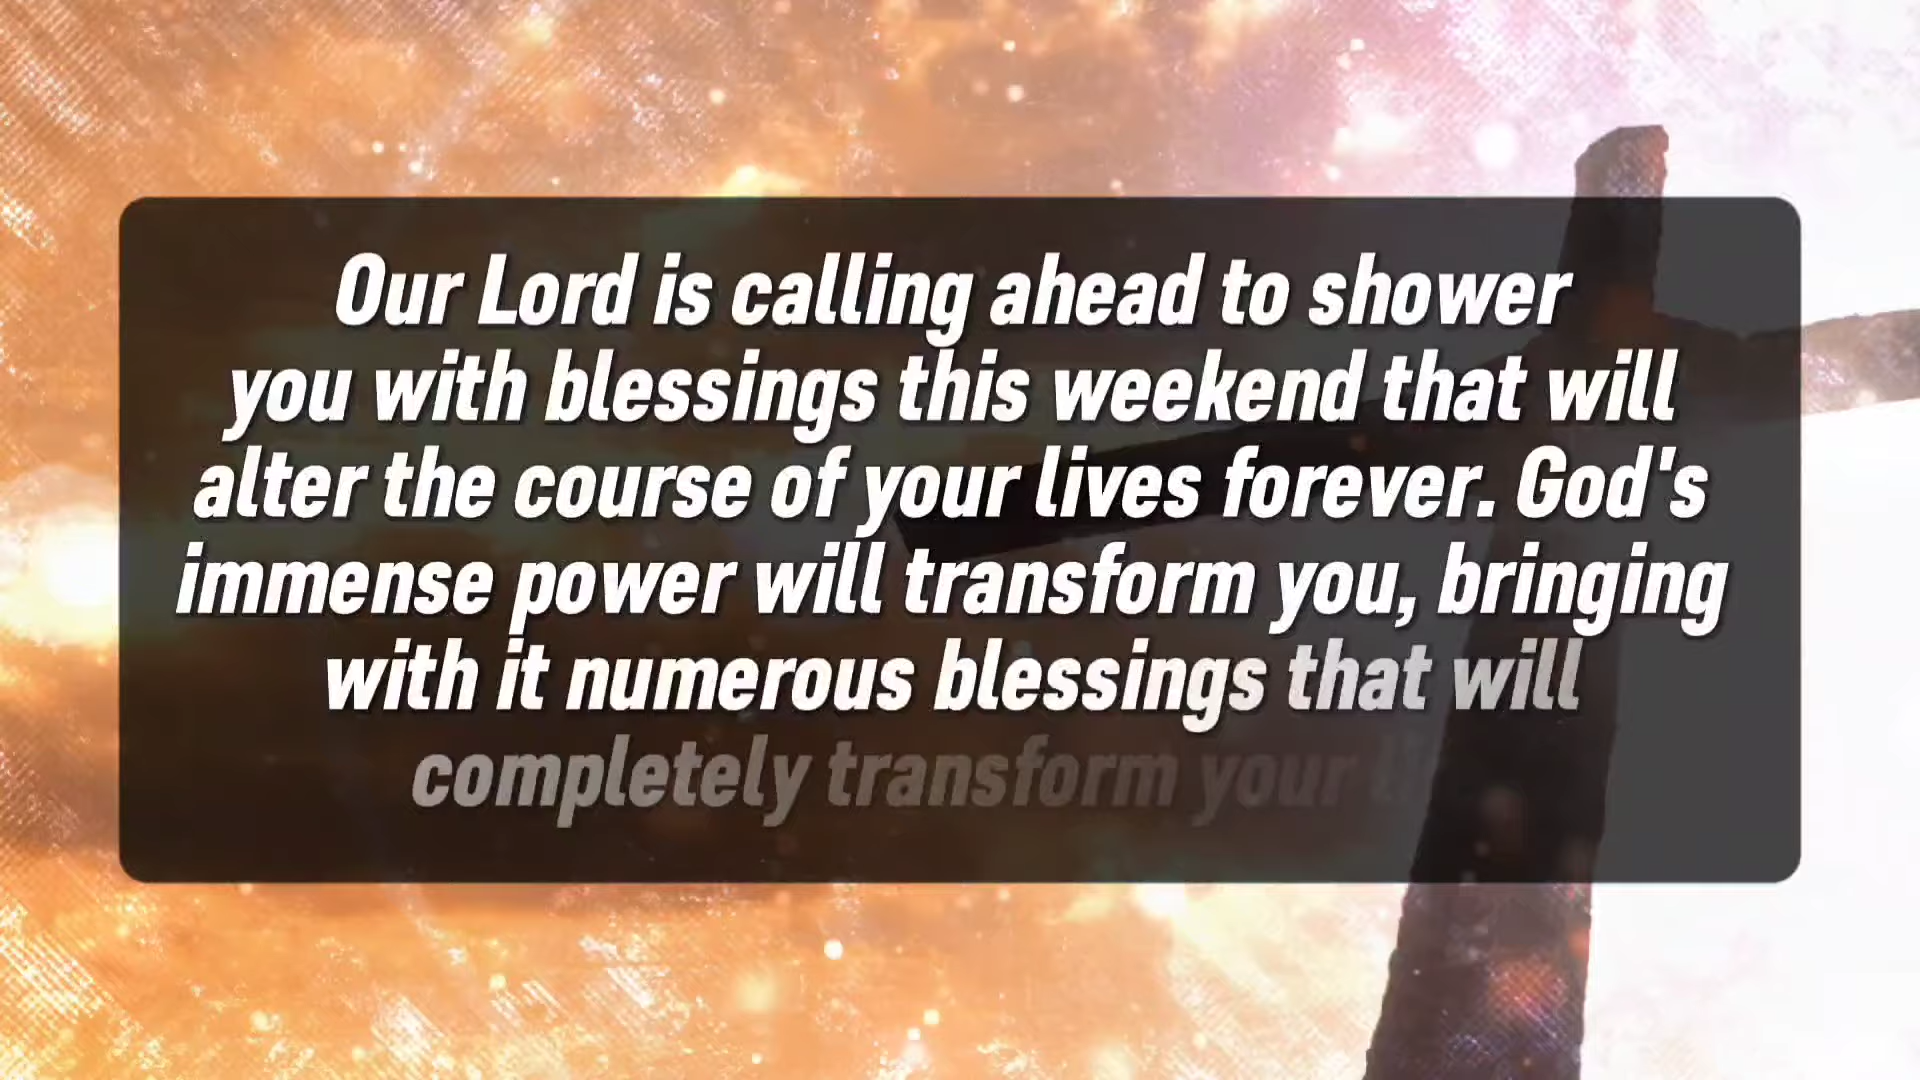 Our Lord is calling ahead to shower
you with blessings this weekend that will
alter the course of your lives forever. God's
immense power will transform you, bringing
with it numerous blessings that will
completely transform your